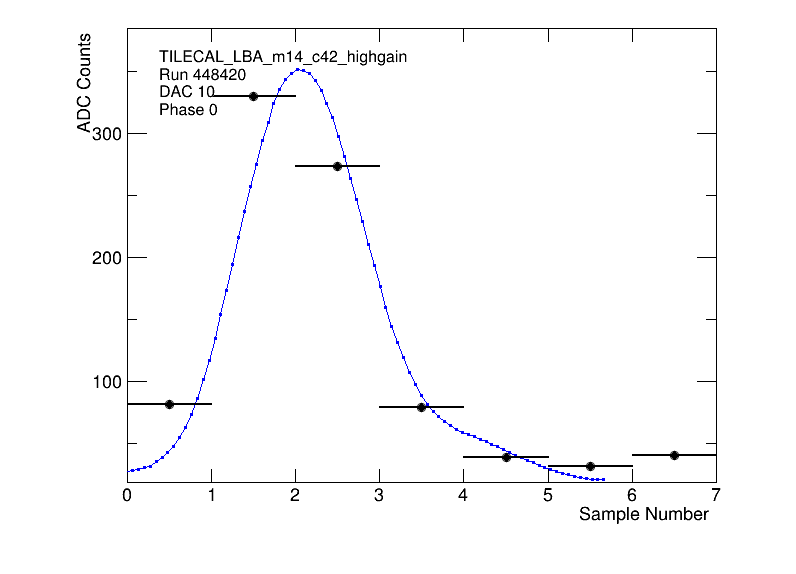 TILECAL_LBA_m14_c42_highgain
Run 448420
DAC 10
Phase 0
ADC Counts
300
200
100
0 1 2 3 4 5 6 7
Sample Number